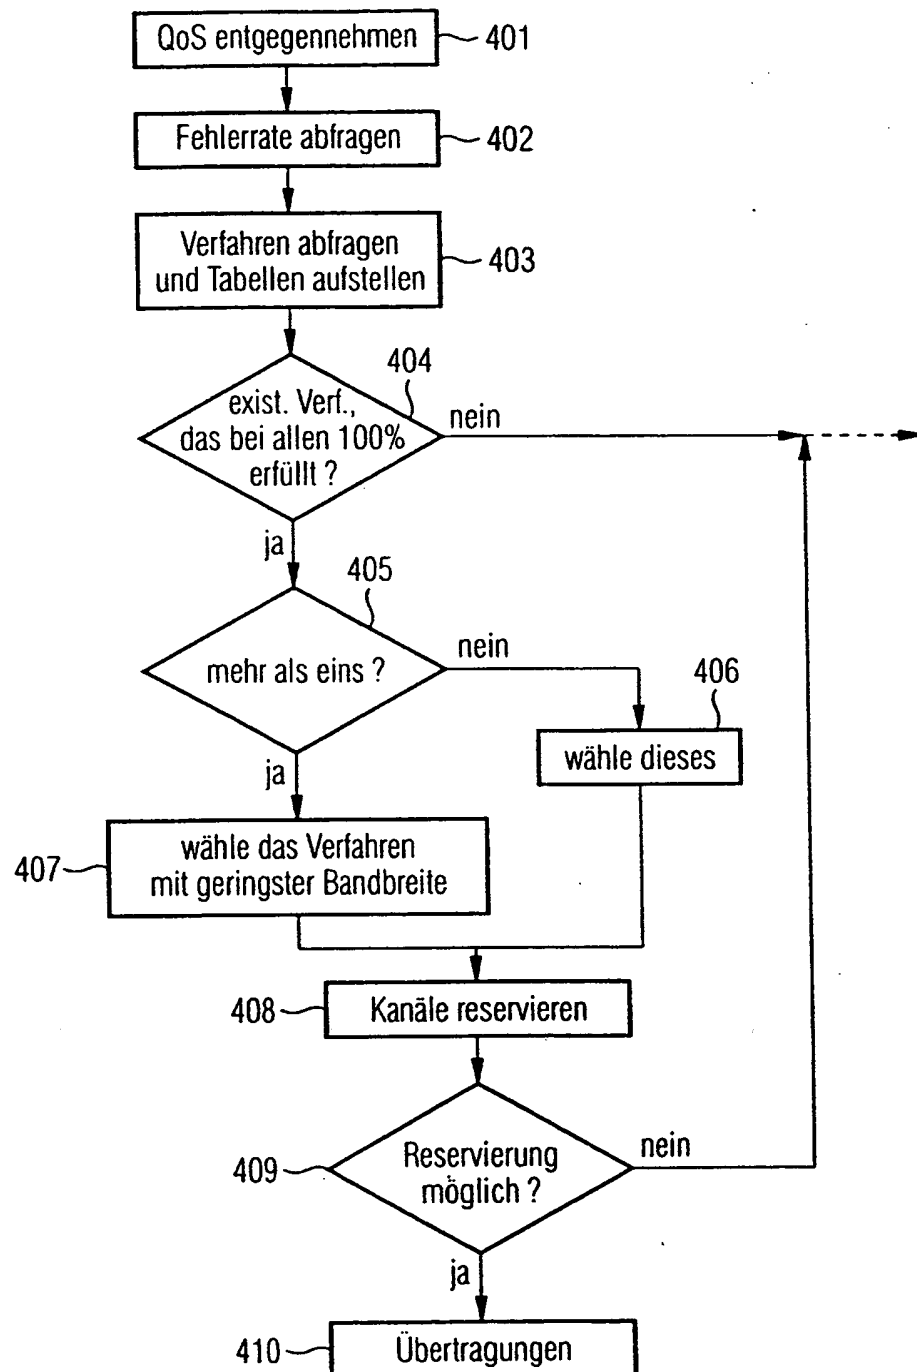 QoS entgegennehmen
401
Fehlerrate abfragen
402
Verfahren abfragen
und Tabellen aufstellen
403
404
exist. Verf.,
das bei allen 100%
erfüllt ?
nein
ja
405
mehr als eins ?
nein
406
wähle dieses
ja
407
wähle das Verfahren
mit geringster Bandbreite
408
Kanäle reservieren
409
Reservierung
möglich ?
nein
ja
410
Übertragungen